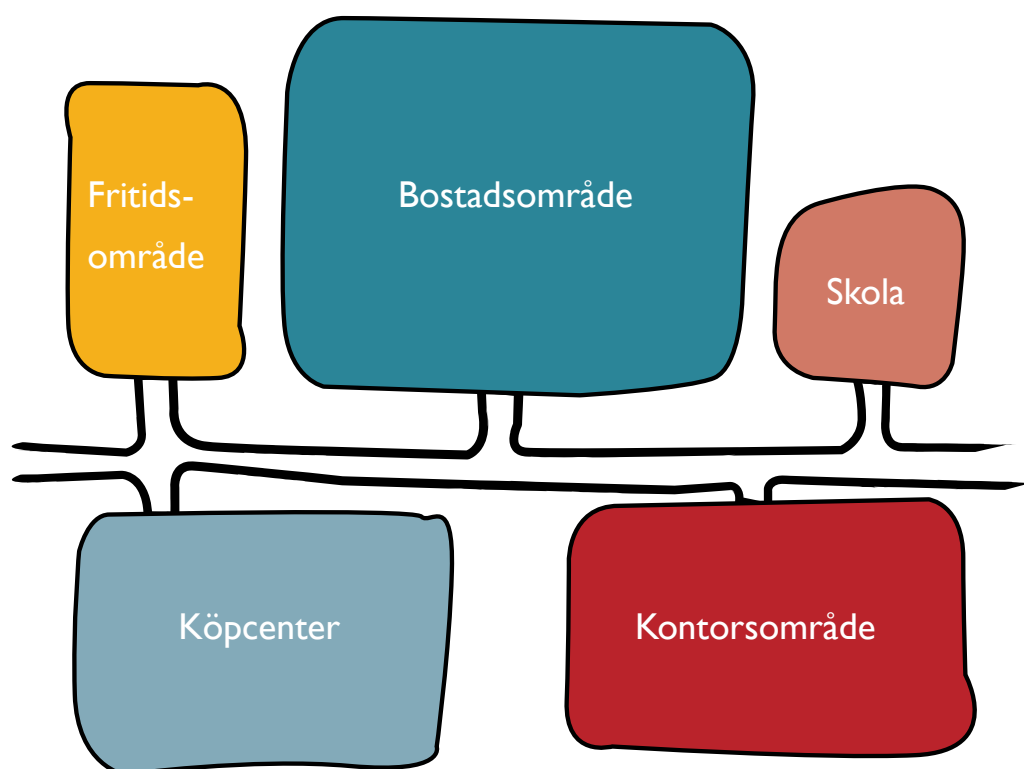 Fritids-
område
Bostadsområde
Skola
Köpcenter
Kontorsområde